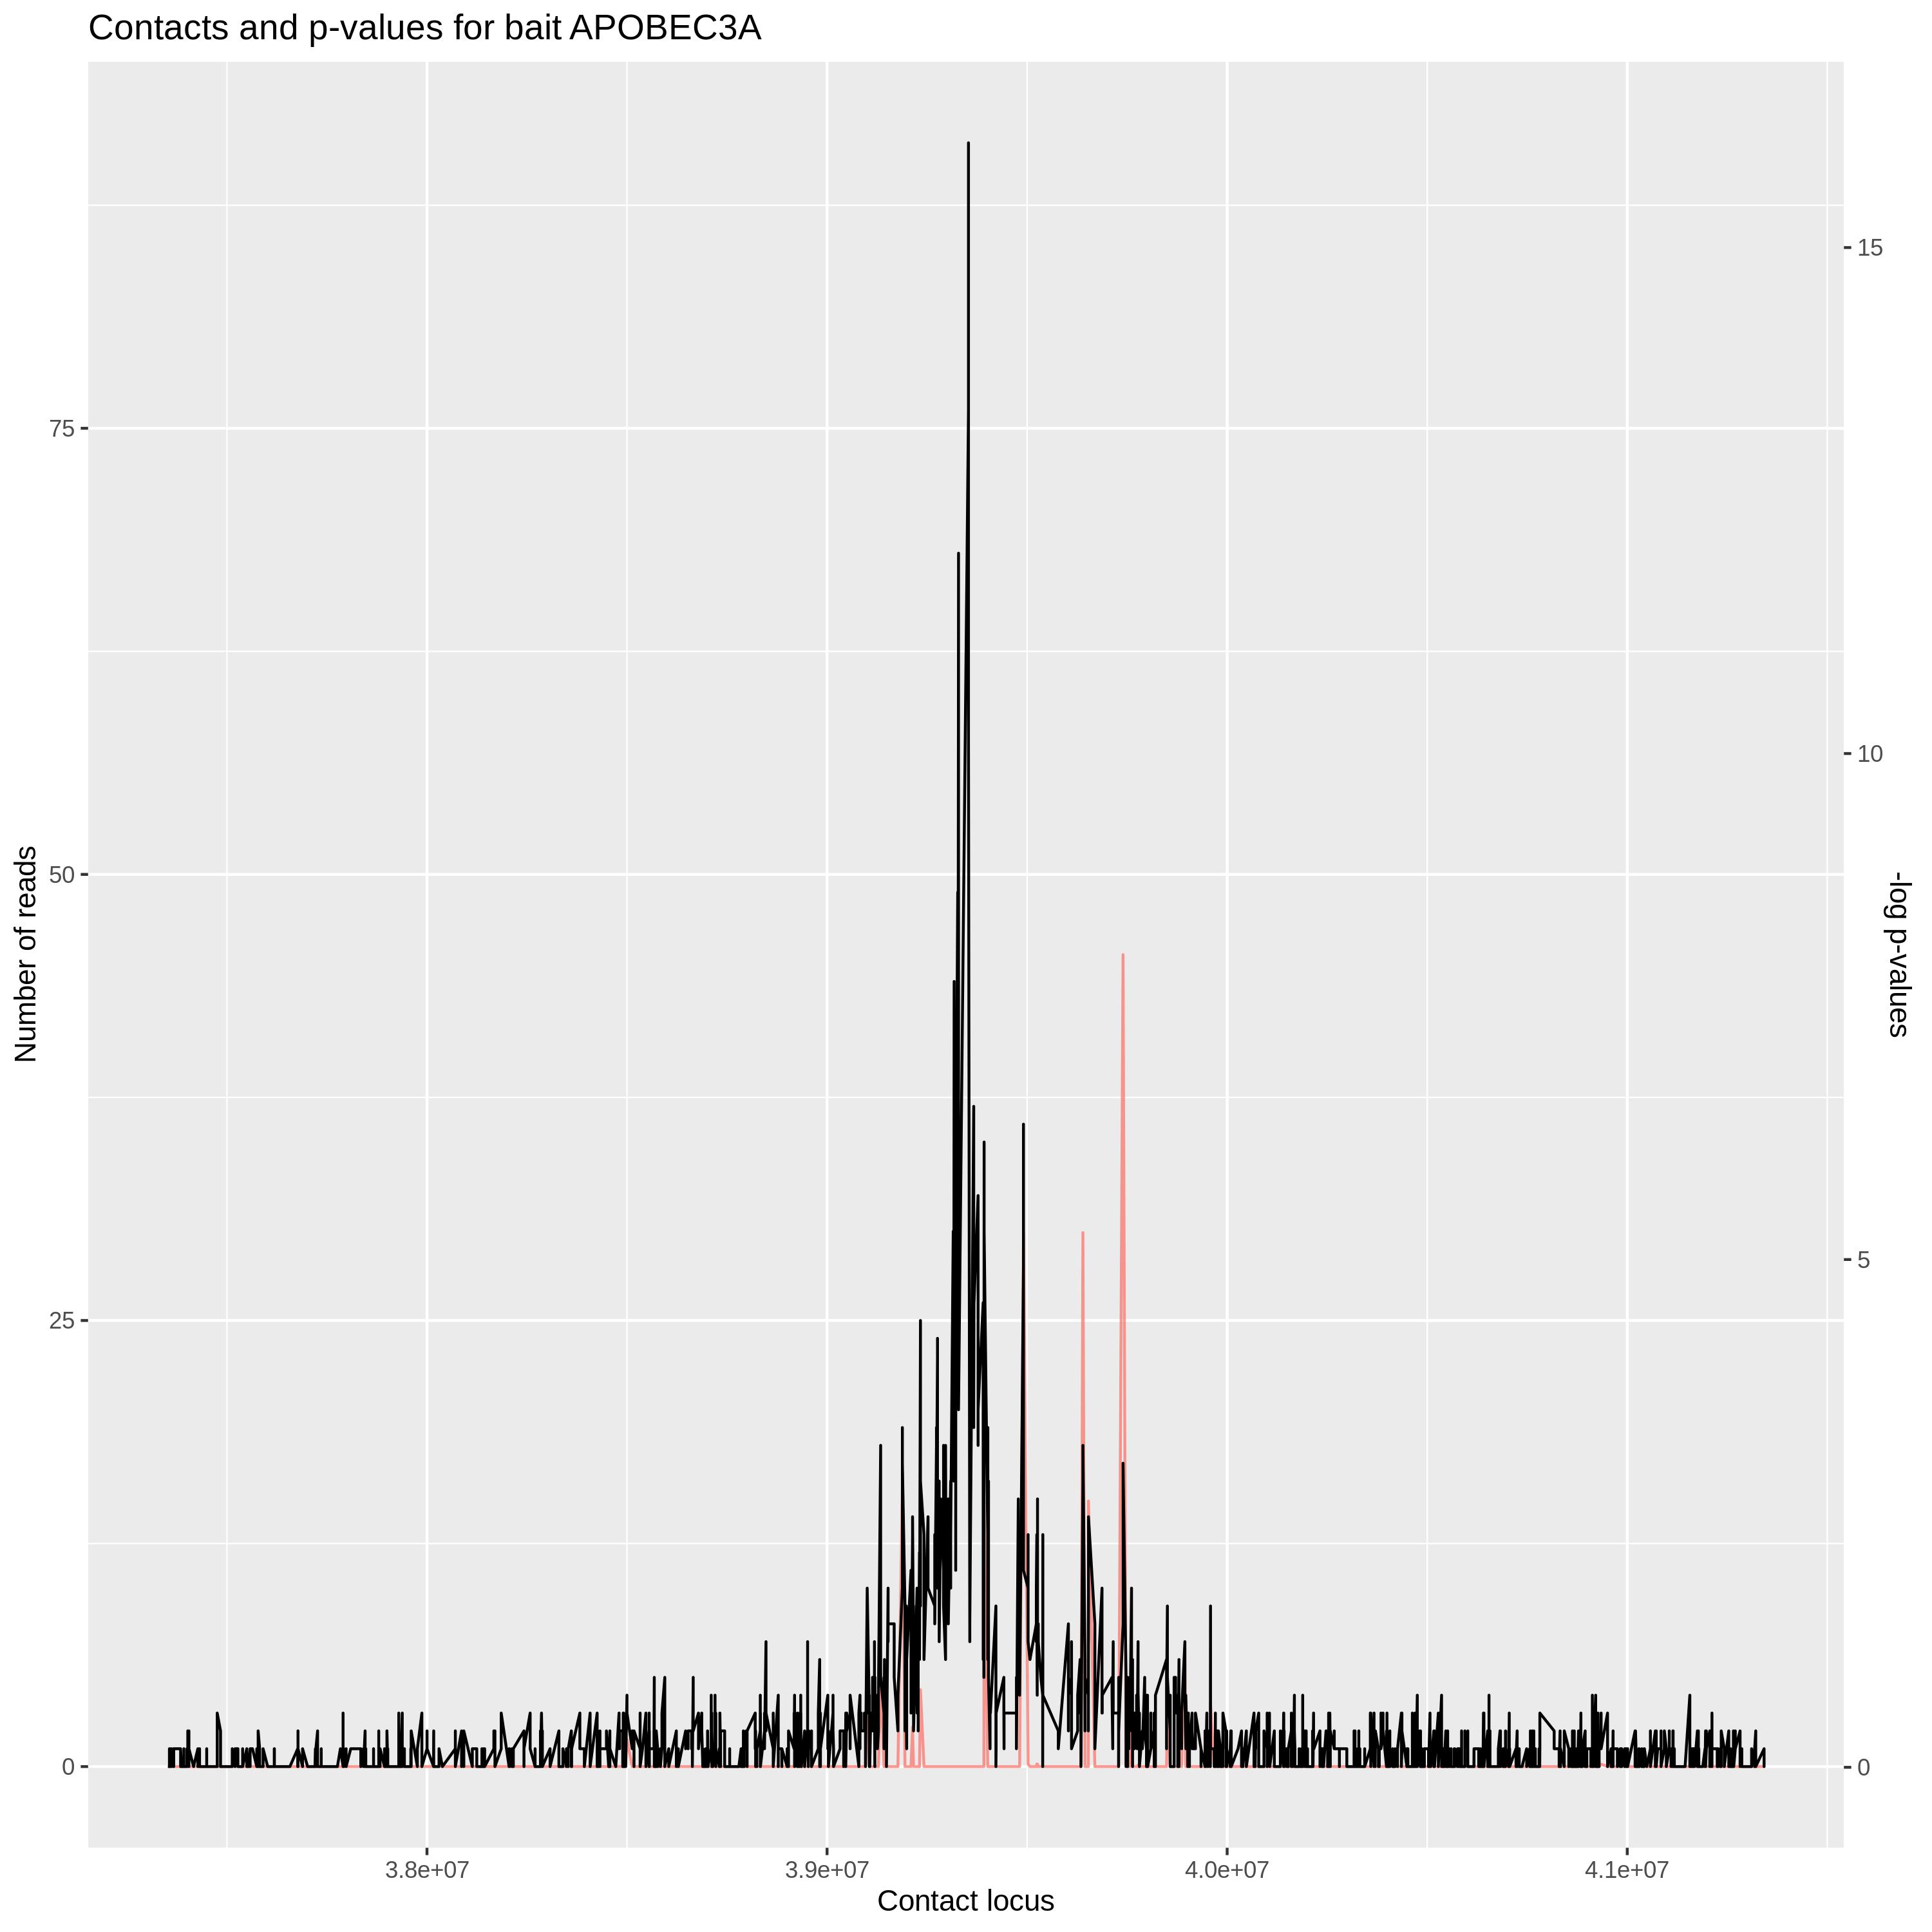 Contacts and p-values for bait APOBEC3A
Number of reads
75
50
25
0
15
10
5
0
-log p-values
3.8e+07
3.9e+07
4.0e+07
4.1e+07
Contact locus